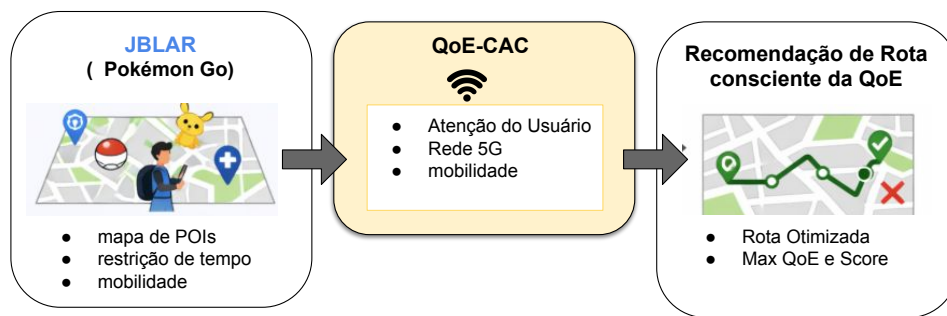 JBLAR
( Pokémon Go)
● mapa de POIs
● restrição de tempo
● mobilidade
QoE-CAC
● Atenção do Usuário
● Rede 5G
● mobilidade
Recomendação de Rota
consciente da QoE
● Rota Otimizada
● Max QoE e Score